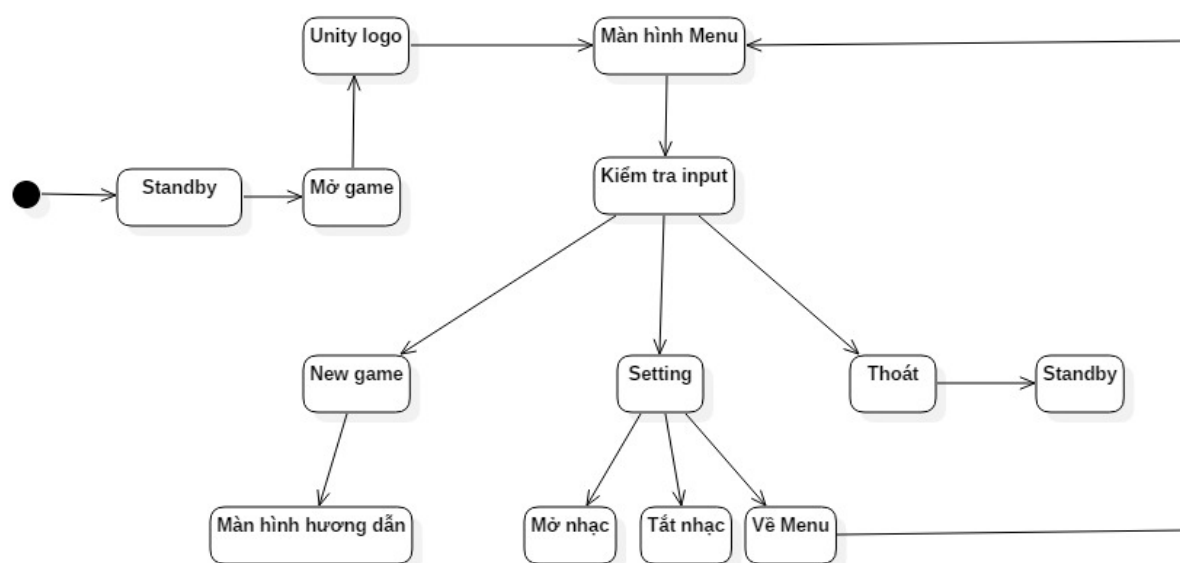 Unity logo
Màn hình Menu
Standby
Mở game
Kiểm tra input
New game
Setting
Thoát
Standby
Màn hình hương dẫn
Mở nhạc
Tắt nhạc
Về Menu